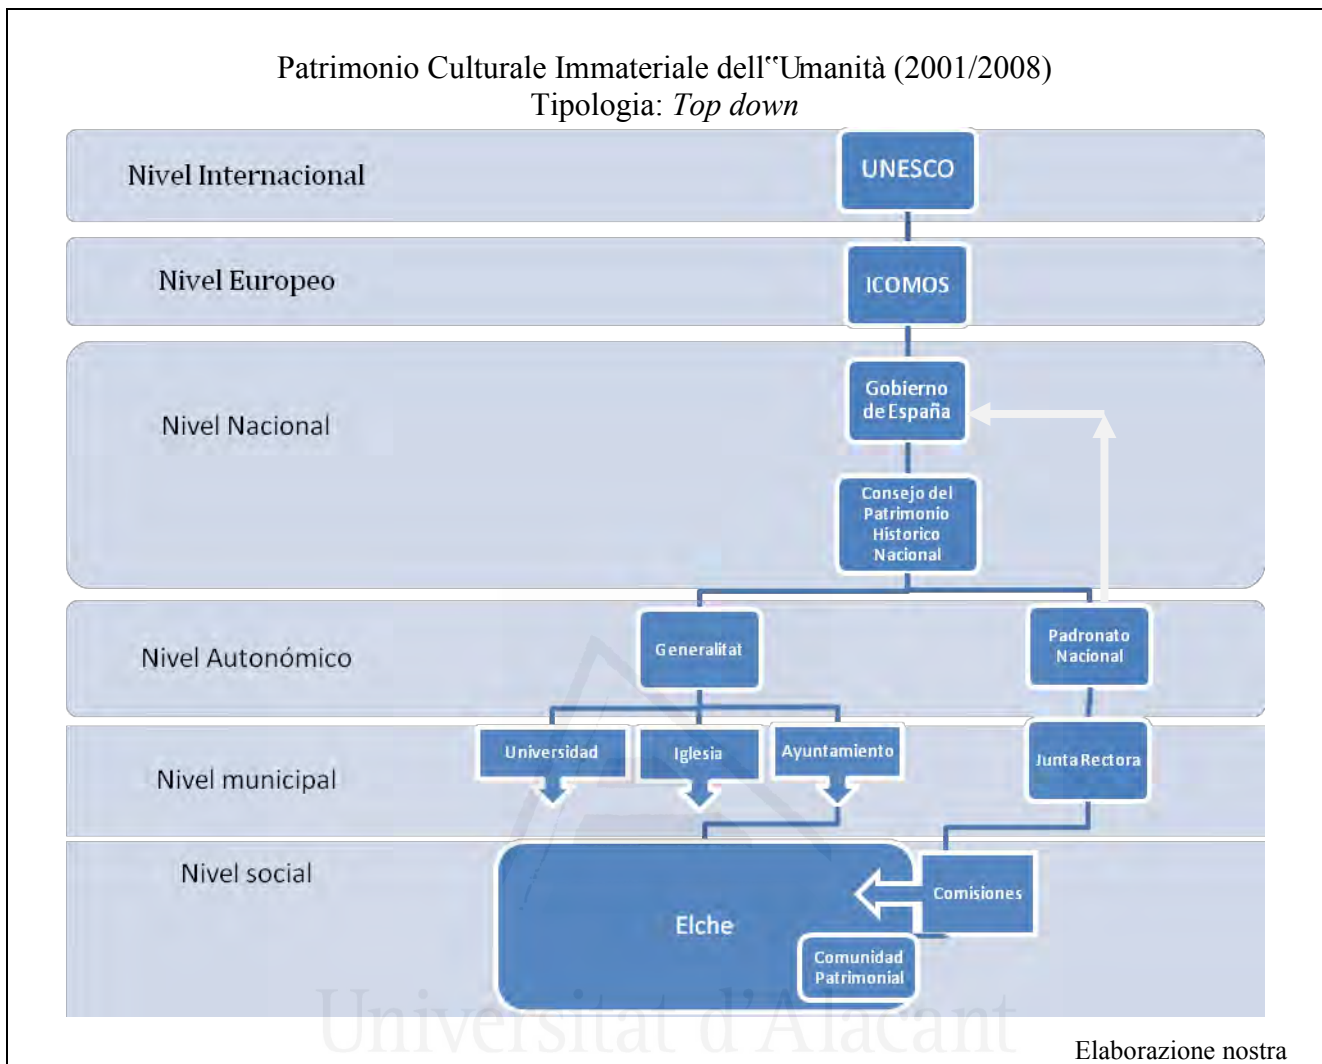 Patrimonio Culturale Immateriale dell‟Umanità (2001/2008)
Tipologia: Top down
Nivel Internacional
UNESCO
Nivel Europeo
ICOMOS
Nivel Nacional
Gobierno
de España
Consejo del
Patrimonio
Historico
Nacional
Nivel Autonómico
Generalitat
Padronato
Nacional
Nivel municipal
Universidad
Iglesia
Ayuntamiento
Junta Rectora
Nivel social
Elche
Comisiones
Comunidad
Patrimonial
Universitat d'Alacant
Elaborazione nostra